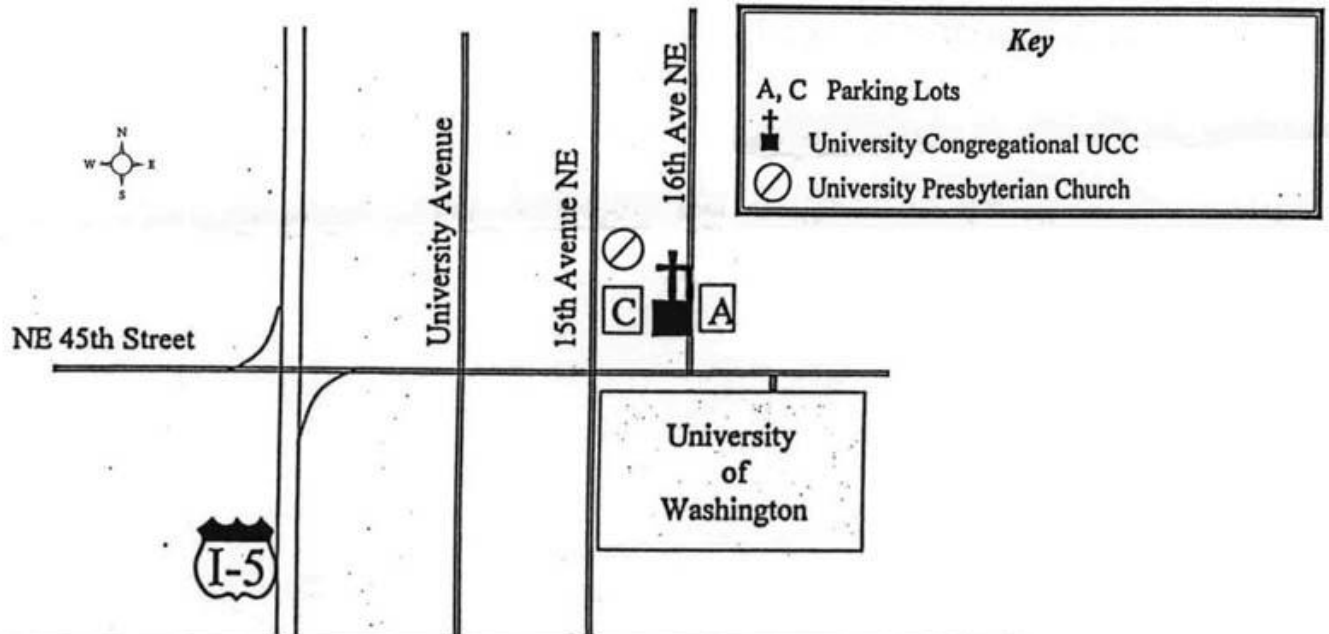 Key
A, C Parking Lots
University Congregational UCC
University Presbyterian Church
N
W E
S
University Avenue
15th Avenue NE
16th Ave NE
C
A
NE 45th Street
University
of
Washington
I-5